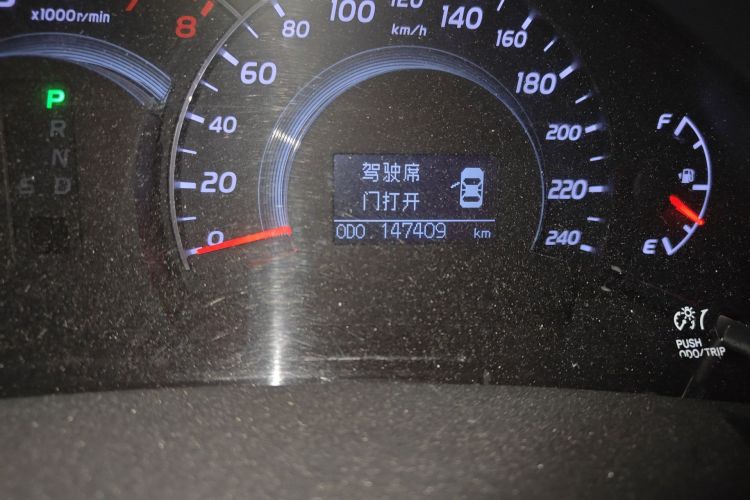 x1000r/min
8
P
R
N
S D
0
20
40
60
80
100
120
140
160
180
200
220
240
km/h
驾驶席
门打开
ODO 147409 km
F
E
PUSH
ODO/TRIP